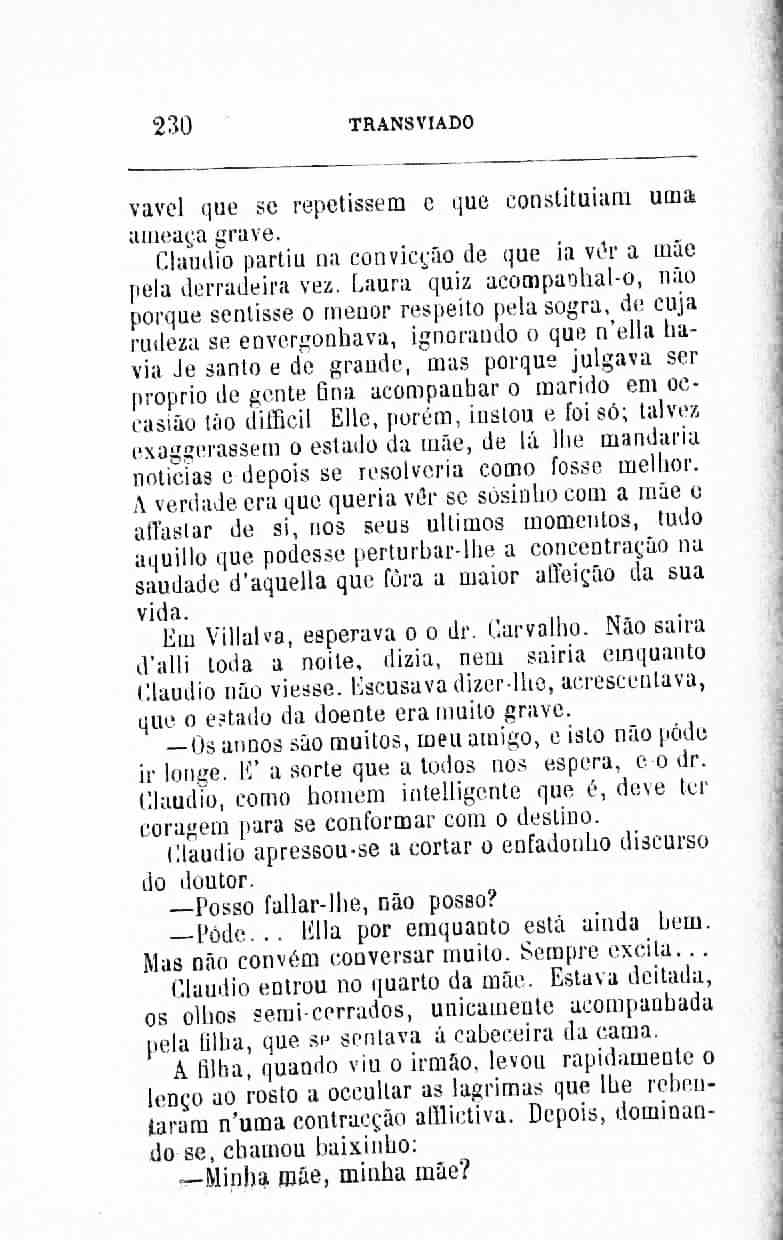 230 TRANSVIADO
vavel que se repetissem e que constituiam uma
ameaça grave.
Claudio partiu na convicção de que ia vêr a mãe
pela derradeira vez. Laura quiz acompanhal-o, não
porque sentisse o menor respeito pela sogra, de cuja
rudeza se envergonhava, ignorando o que n'ella ha-
via de santo e de grande, mas porque julgava ser
proprio de gente fina acompanhar o marido em oc-
casião tão difficil Elle, porém, instou e foi só; talvez
exaggerassem o estado da mãe, de lá lhe mandaria
noticias e depois se resolveria como fosse melhor.
A verdade era que queria vêr se sósinho com a mãe e
affastar de si, nos seus ultimos momentos, tudo
aquillo que podesse perturbar-lhe a concentração na
saudade d'aquella que fôra a maior affeição da sua
vida.
Em Villalva, esperava o o dr. Carvalho. Não saira
d'alli toda a noite, dizia, nem sairia emquanto
Claudio não viesse. Escusava dizer-lhe, acrescentava,
que o estado da doente era muito grave.
—Os annos são muitos, meu amigo, e isto não póde
ir longe. E' a sorte que a todos nos espera, e o dr.
Claudio, como homem intelligente que é, deve ter
coragem para se conformar com o destino.
Claudio apressou-se a cortar o enfadonho discurso
do doutor.
—Posso fallar-lhe, não posso?
—Póde... Ella por emquanto está ainda bem.
Mas não convém conversar muito. Sempre excita...
Claudio entrou no quarto da mãe. Estava deitada,
os olhos semi-cerrados, unicamente acompanhada
pela filha, que se sentava á cabeceira da cama.
A filha, quando viu o irmão, levou rapidamente o
lenço ao rosto a occultar as lagrimas que lhe reben-
taram n'uma contracção afflictiva. Depois, dominan-
do se, chamou baixinho:
—Minha mãe, minha mãe?